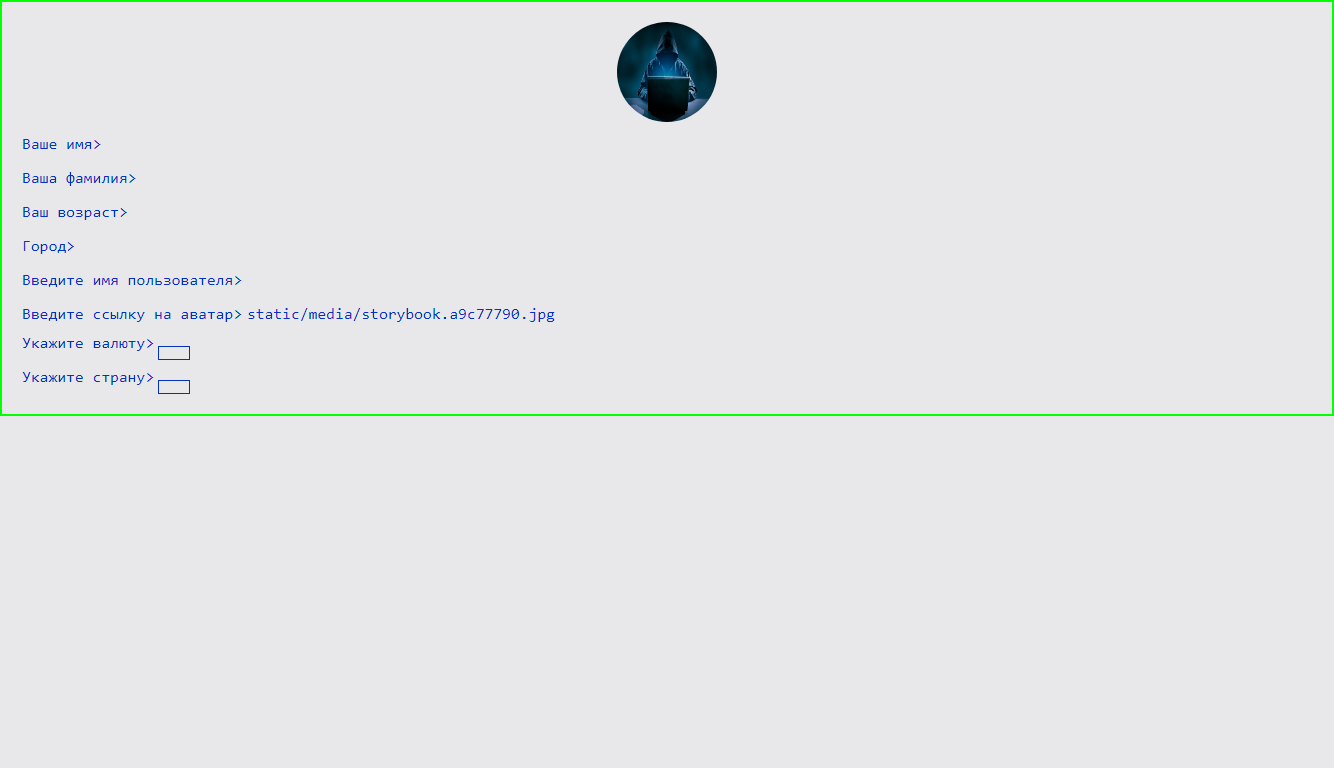 Ваше имя>
Ваша фамилия>
Ваш возраст>
Город>
Введите имя пользователя>
Введите ссылку на аватар> static/media/storybook.a9c77790.jpg
Укажите валюту>
Укажите страну>